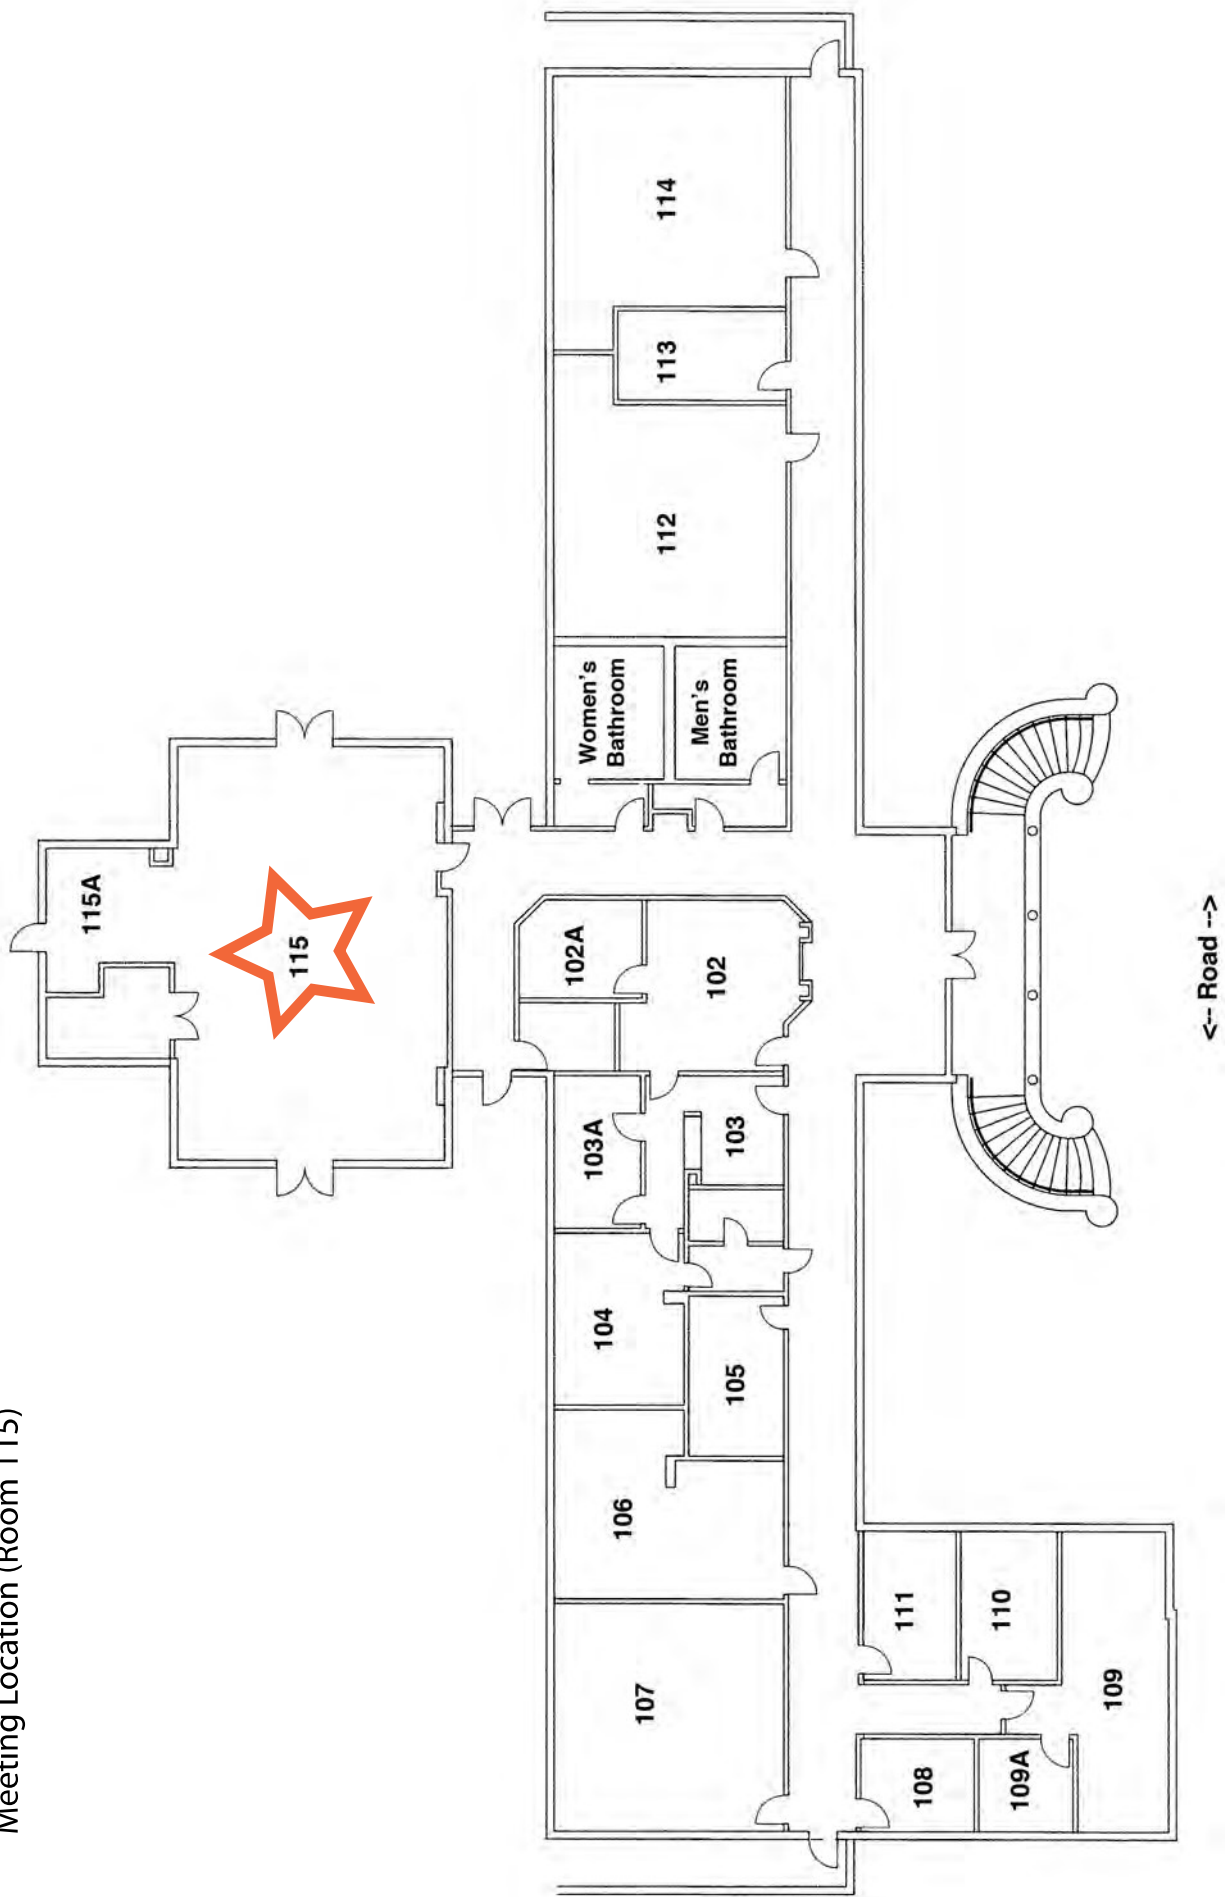 Meeting Location (Room 115)
115A
115
102A
102
103A
103
104
105
106
107
108
109A
109
110
111
Women's
Bathroom
Men's
Bathroom
112
113
114
<-- Road -->